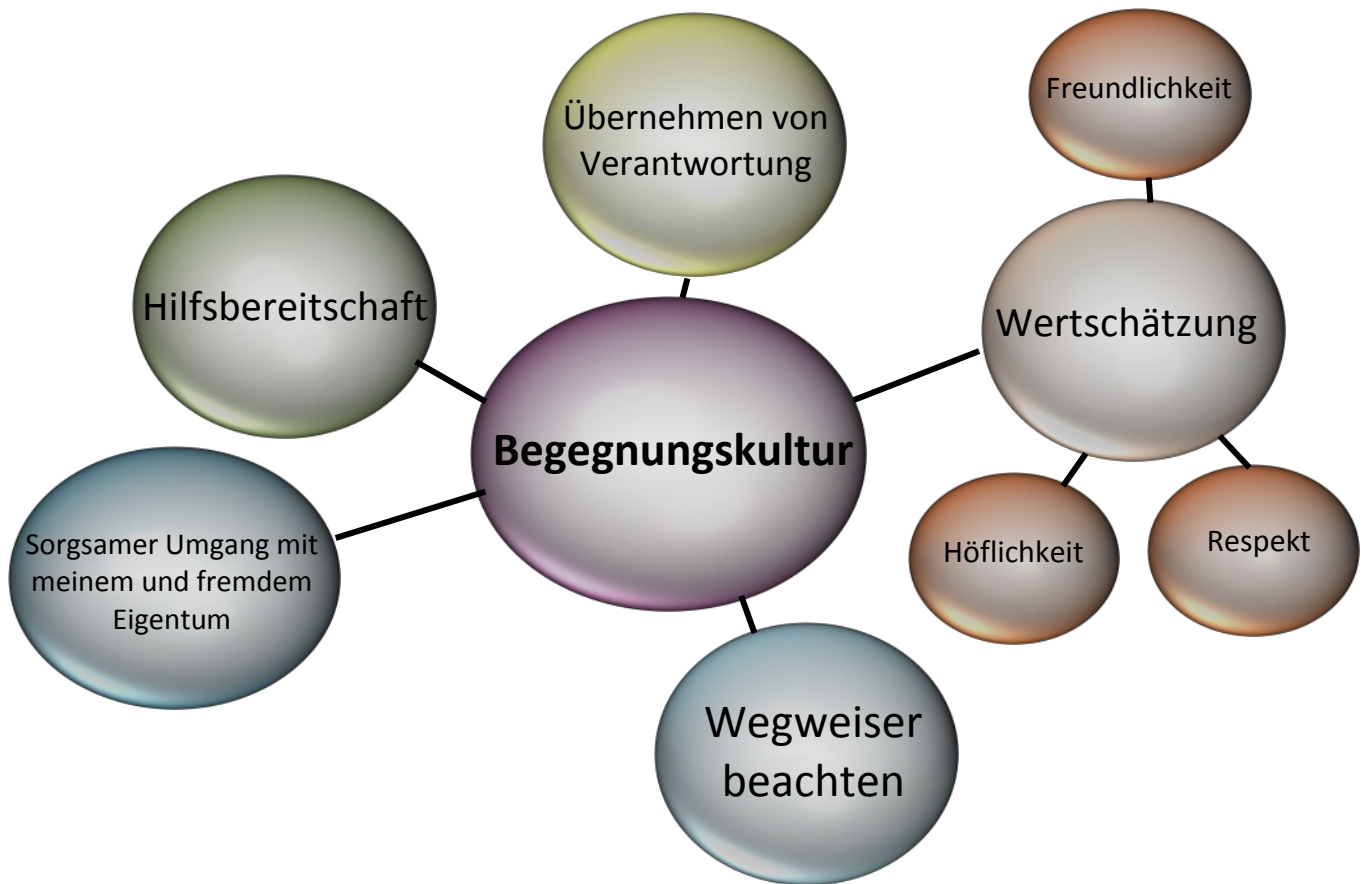 Freundlichkeit
Übernehmen von
Verantwortung
Hilfsbereitschaft
Wertschätzung
Begegnungskultur
Sorgsamer Umgang mit
meinem und fremdem
Eigentum
Höflichkeit
Respekt
Wegweiser
beachten